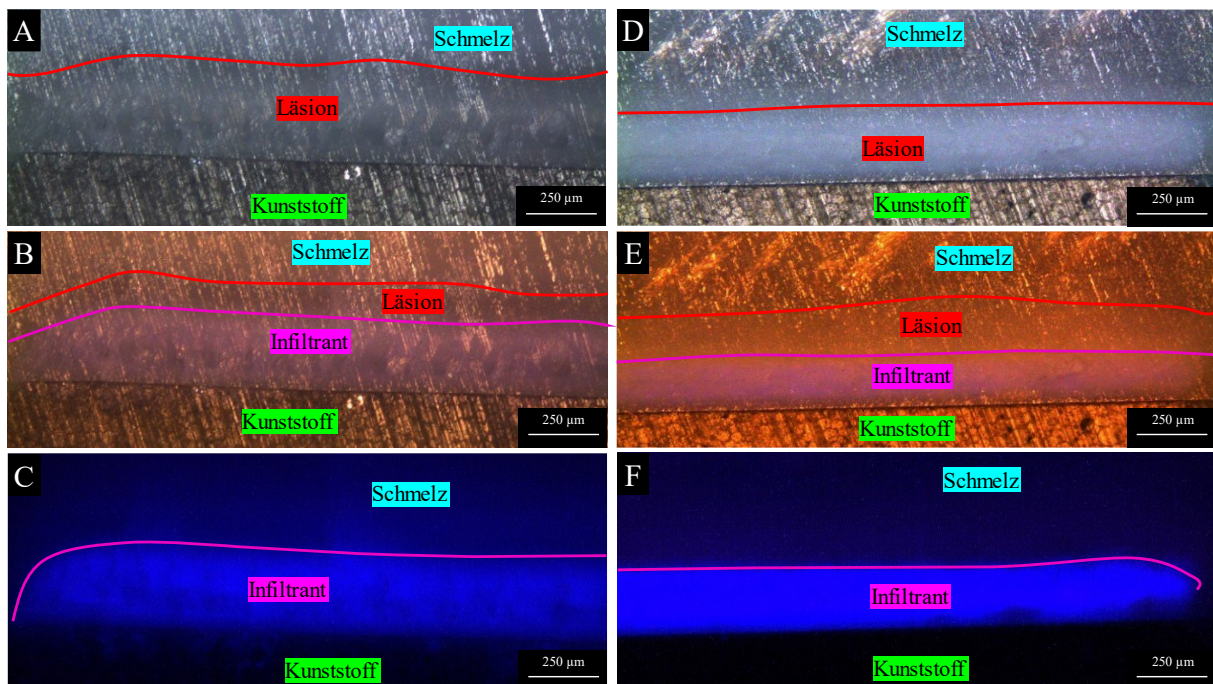 A
Schmelz
Läsion
Kunststoff
250 µm
D
Schmelz
Läsion
Kunststoff
250 µm
B
Schmelz
Läsion
Infiltrant
Kunststoff
250 µm
E
Schmelz
Läsion
Infiltrant
Kunststoff
250 µm
C
Schmelz
Infiltrant
Kunststoff
250 µm
F
Schmelz
Infiltrant
Kunststoff
250 µm